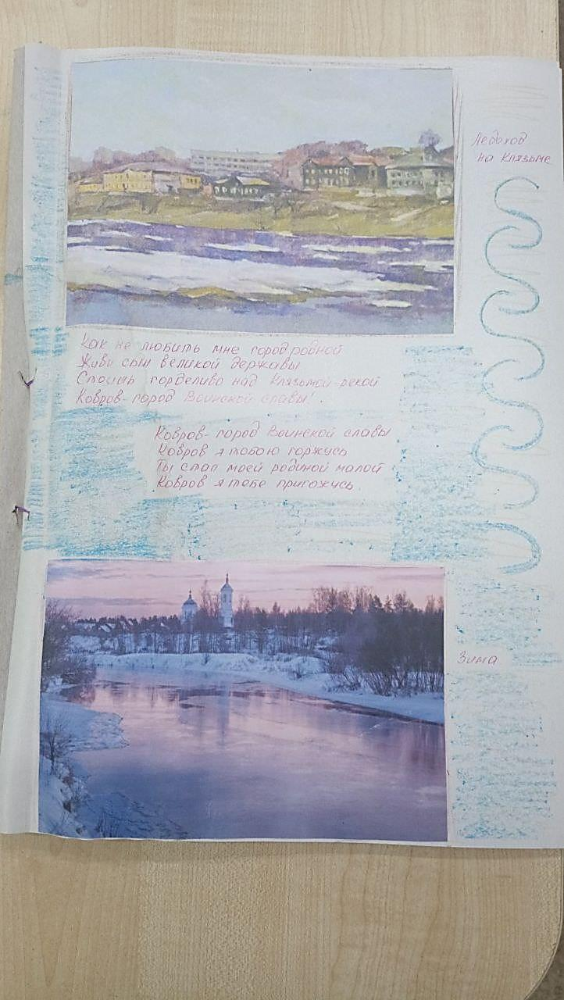 Ледоход
на Клязьме
Как не любить мне город родной
Живи сын великой державы
Стоишь горделиво над Клязьмой-рекой
Ковров-город Воинской славы!.
Ковров-город Воинской славы
Ковров я тобою горжусь
Ты стал моей родиной малой
Ковров я тебе пригожусь.
Зима